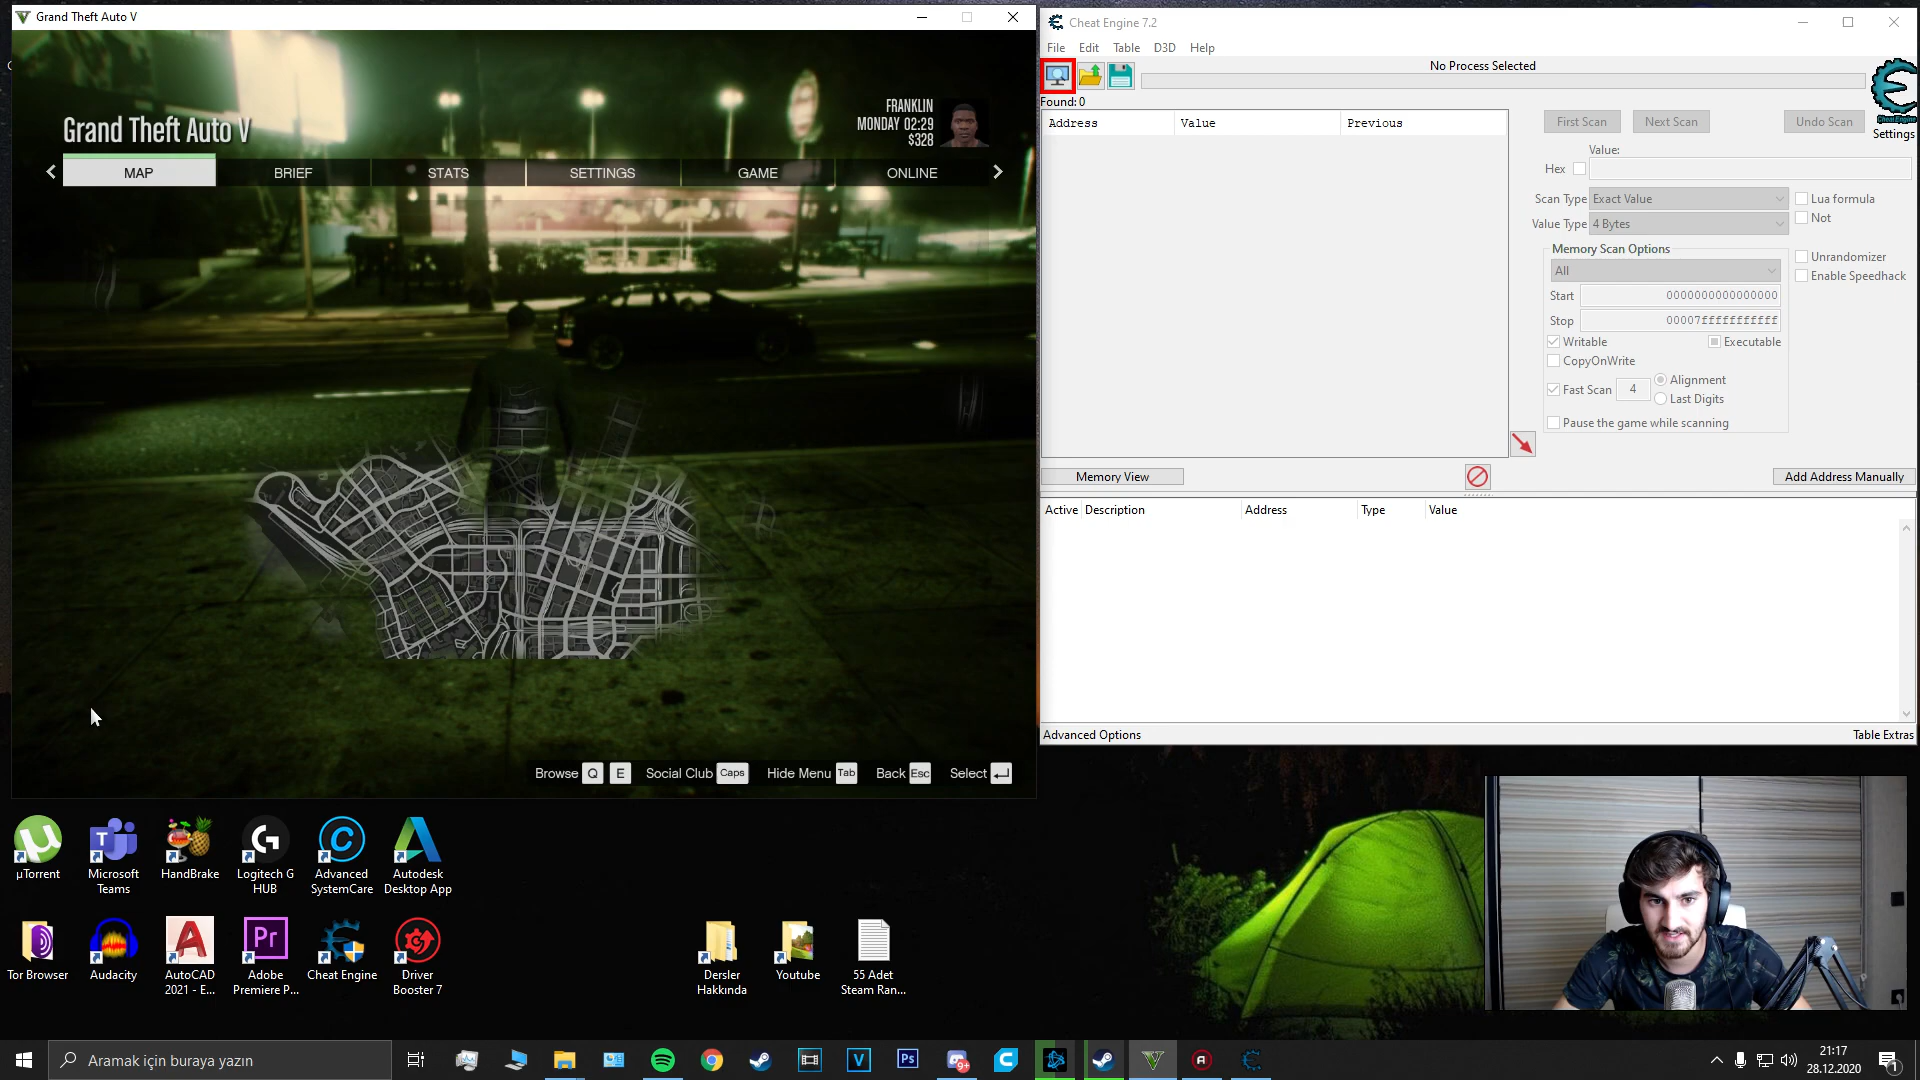 Grand Theft Auto V
Grand Theft Auto V
FRANKLIN
MONDAY 02:29
$328
MAP
BRIEF
STATS
SETTINGS
GAME
ONLINE
Browse Q E
Social Club Caps
Hide Menu Tab
Back Esc
Select
Cheat Engine 7.2
File Edit Table D3D Help
No Process Selected
Found: 0
Address Value Previous
First Scan
Next Scan
Undo Scan
Cheat Engine
Settings
Value:
Hex
Scan Type Exact Value
Lua formula
Value Type 4 Bytes
Not
Memory Scan Options
All
Unrandomizer
Enable Speedhack
Start 0000000000000000
Stop 00007fffffffffff
Writable
Executable
CopyOnWrite
Fast Scan 4
Alignment
Last Digits
Pause the game while scanning
Memory View
Add Address Manually
Active Description Address Type Value
Advanced Options
Table Extras
µTorrent
Microsoft Teams
HandBrake
Logitech G HUB
Advanced SystemCare
Autodesk Desktop App
Tor Browser
Audacity
AutoCAD 2021 - E...
Adobe Premiere P...
Cheat Engine
Driver Booster 7
Dersler Hakkında
Youtube
55 Adet Steam Ran...
Aramak için buraya yazın
21:17
28.12.2020